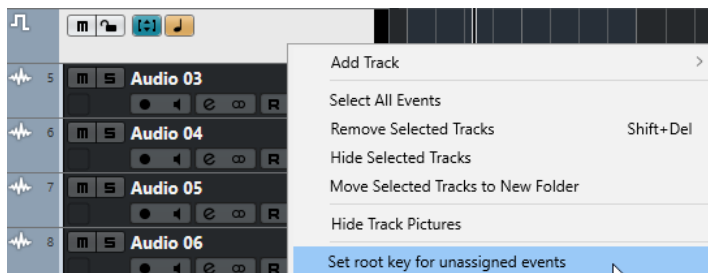 m
Add Track
5 m S Audio 03
Select All Events
e R
Remove Selected Tracks Shift+Del
6 m S Audio 04
Hide Selected Tracks
e R
Move Selected Tracks to New Folder
7 m S Audio 05
e R
Hide Track Pictures
8 m S Audio 06
Set root key for unassigned events
e R